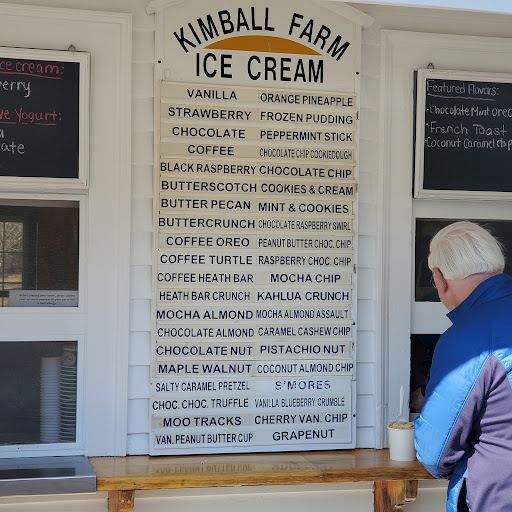 KIMBALL FARM
ICE CREAM
VANILLA
ORANGE PINEAPPLE
STRAWBERRY
FROZEN PUDDING
CHOCOLATE
PEPPERMINT STICK
COFFEE
CHOCOLATE CHIP COOKIEDOUGH
BLACK RASPBERRY
CHOCOLATE CHIP
BUTTERSCOTCH
COOKIES & CREAM
BUTTER PECAN
MINT & COOKIES
BUTTERCRUNCH
CHOCOLATE RASPBERRY SWIRL
COFFEE OREO
PEANUT BUTTER CHOC. CHIP
COFFEE TURTLE
RASPBERRY CHOC. CHIP
COFFEE HEATH BAR
MOCHA CHIP
HEATH BAR CRUNCH
KAHLUA CRUNCH
MOCHA ALMOND
MOCHA ALMOND ASSAULT
CHOCOLATE ALMOND
CARAMEL CASHEW CHIP
CHOCOLATE NUT
PISTACHIO NUT
MAPLE WALNUT
COCONUT ALMOND CHIP
SALTY CARAMEL PRETZEL
S'MORES
CHOC. CHOC. TRUFFLE
VANILLA BLUEBERRY CRUMBLE
MOO TRACKS
CHERRY VAN. CHIP
VAN. PEANUT BUTTER CUP
GRAPENUT
ice cream:
erry
Yogurt:
ate
Featured Flavors:
-Chocolate Mint Oreo
-French Toast
-Coconut Caramel Chip